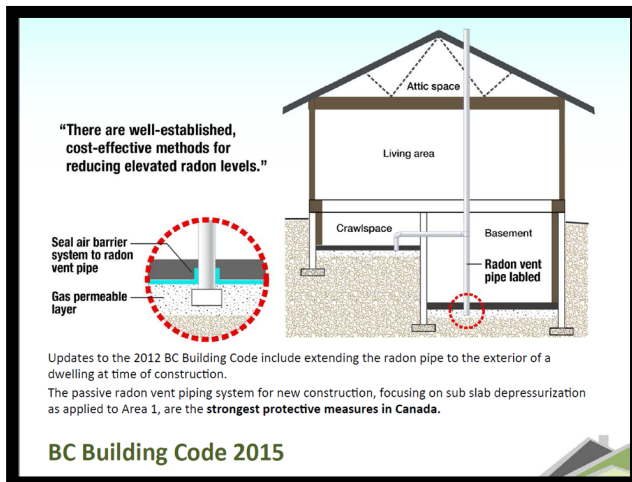 Attic space
“There are well-established,
cost-effective methods for
reducing elevated radon levels.”
Living area
Crawlspace
Basement
Seal air barrier
system to radon
vent pipe
Radon vent
pipe labled
Gas permeable
layer
Updates to the 2012 BC Building Code include extending the radon pipe to the exterior of a
dwelling at time of construction.
The passive radon vent piping system for new construction, focusing on sub slab depressurization
as applied to Area 1, are the strongest protective measures in Canada.
BC Building Code 2015